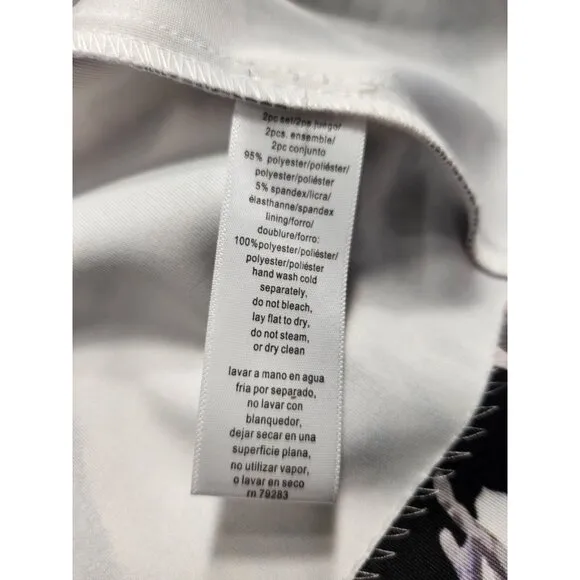 2pc set/2pc juego/
2pcs. ensemble/
2pc conjunto
95% polyester/poliéster/
polyester/poliéster
5% spandex/licra/
élasthanne/spandex
lining/forro/
doublure/forro:
100%polyester/poliéster/
polyester/poliéster
hand wash cold
separately,
do not bleach,
lay flat to dry,
do not steam,
or dry clean
lavar a mano en agua
fria por separado,
no lavar con
blanquedor,
dejar secar en una
superficie plana,
no utilizar vapor,
o lavar en seco
rn 79283